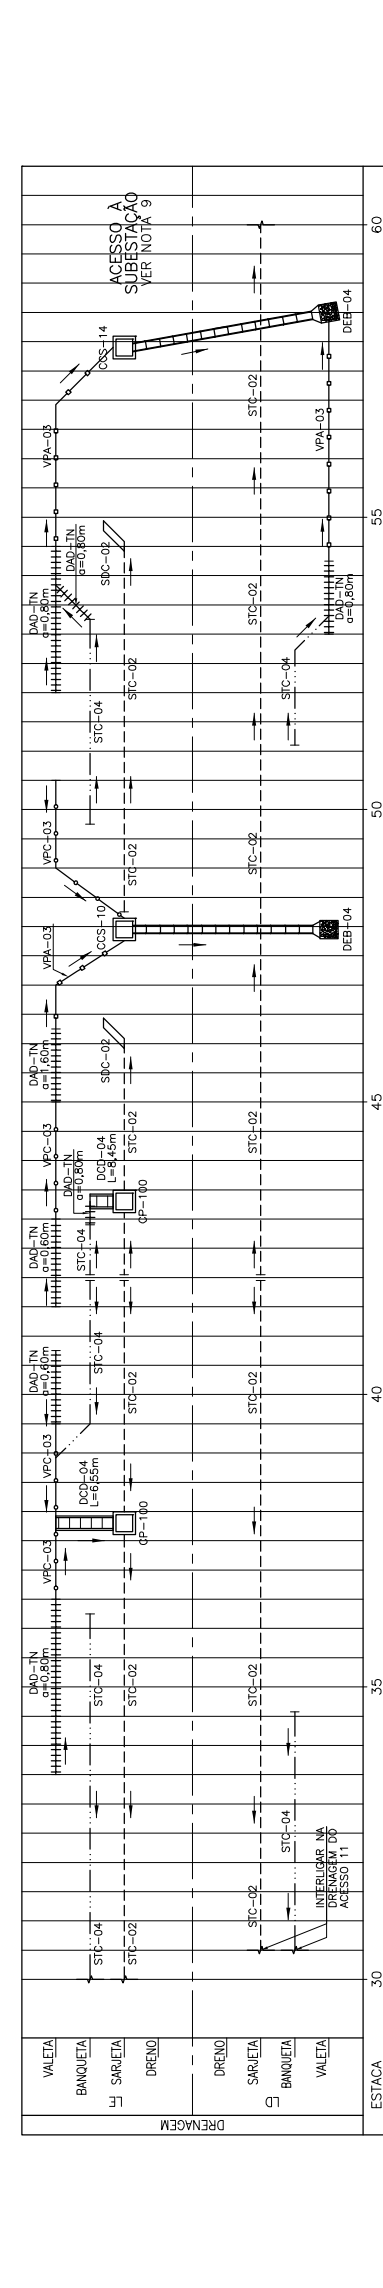 ACESSO À
SUBESTAÇÃO
VER NOTA 9
60
CCS-14
DEB-04
STC-02
VPA-03
VPA-03
55
DAD-TN
a=0,80m
SDC-02
DAD-TN
a=0,80m
STC-02
DAD-TN
a=0,80m
STC-04
STC-02
STC-04
STC-02
50
VPC-03
STC-02
STC-02
CCS-10
VPA-03
DEB-04
DAD-TN
a=1,60m
SDC-02
45
VPC-03
STC-02
STC-02
DCD-04
L=8,45m
DAD-TN
a=0,80m
CP-100
DAD-TN
a=0,60m
STC-04
STC-04
DAD-TN
a=0,60m
STC-02
STC-02
40
VPC-03
DCD-04
L=6,55m
CP-100
VPC-03
DAD-TN
a=0,80m
STC-04
STC-02
STC-02
35
STC-04
INTERLIGAR NA
DRENAGEM DO
ACESSO 11
STC-02
STC-04
STC-02
30
VALETA
BANQUETA
SARJETA
DRENO
LE
DRENO
SARJETA
BANQUETA
VALETA
LD
DRENAGEM
ESTACA